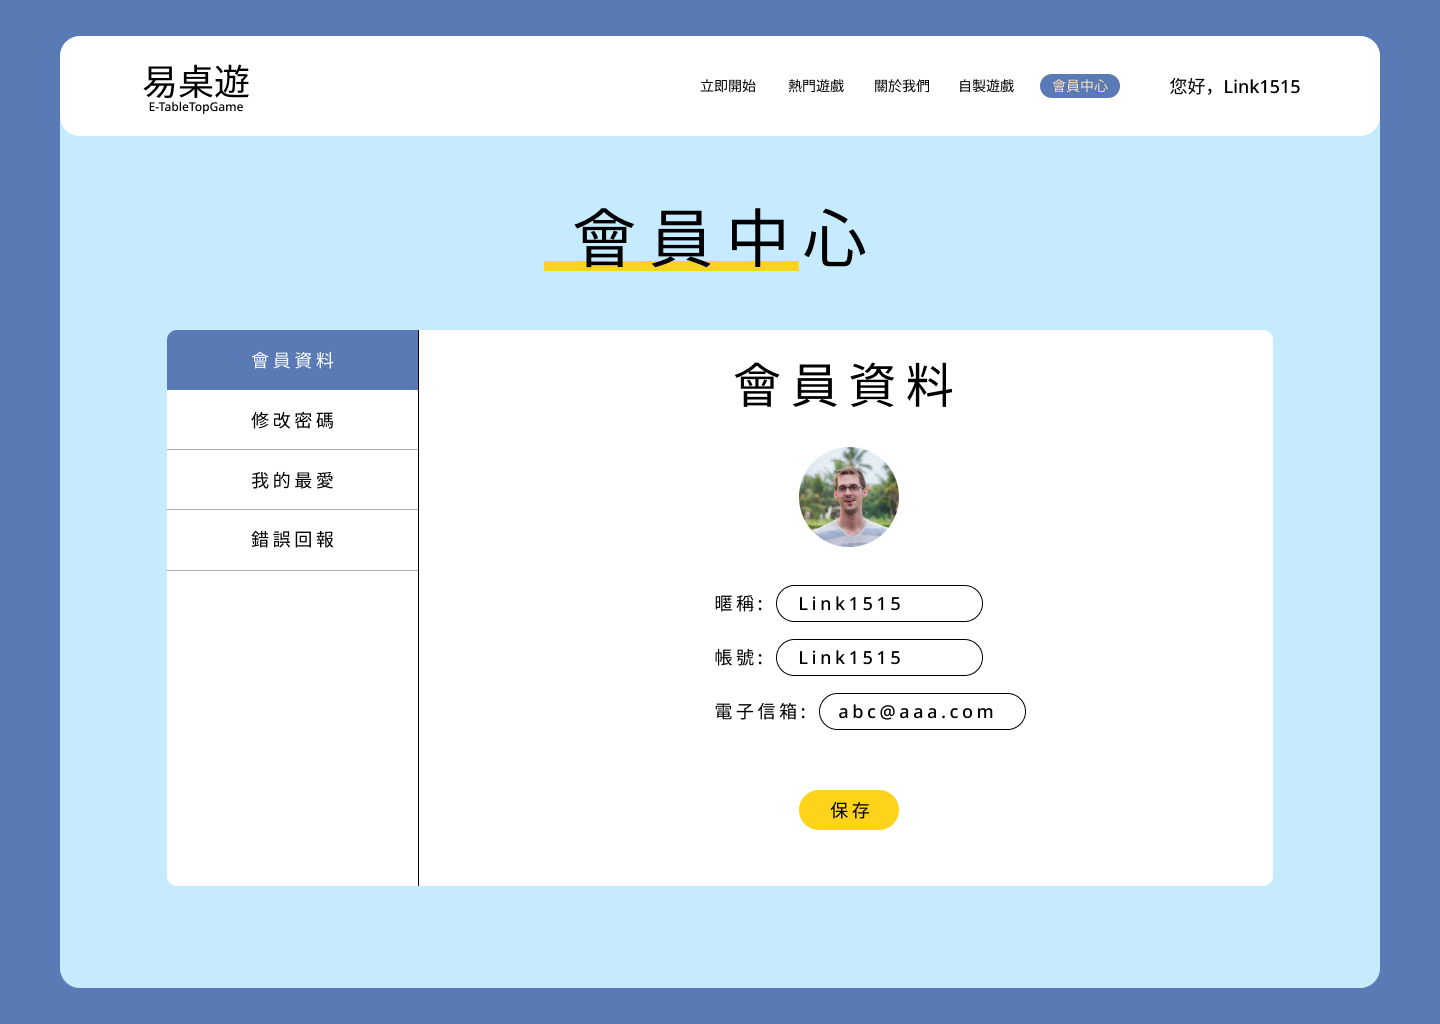 易桌遊
E-TableTopGame
立即開始 熱門遊戲 關於我們 自製遊戲 會員中心 您好，Link1515
會員中心
會員資料
修改密碼
我的最愛
錯誤回報
會員資料
暱稱: Link1515
帳號: Link1515
電子信箱: abc@aaa.com
保存